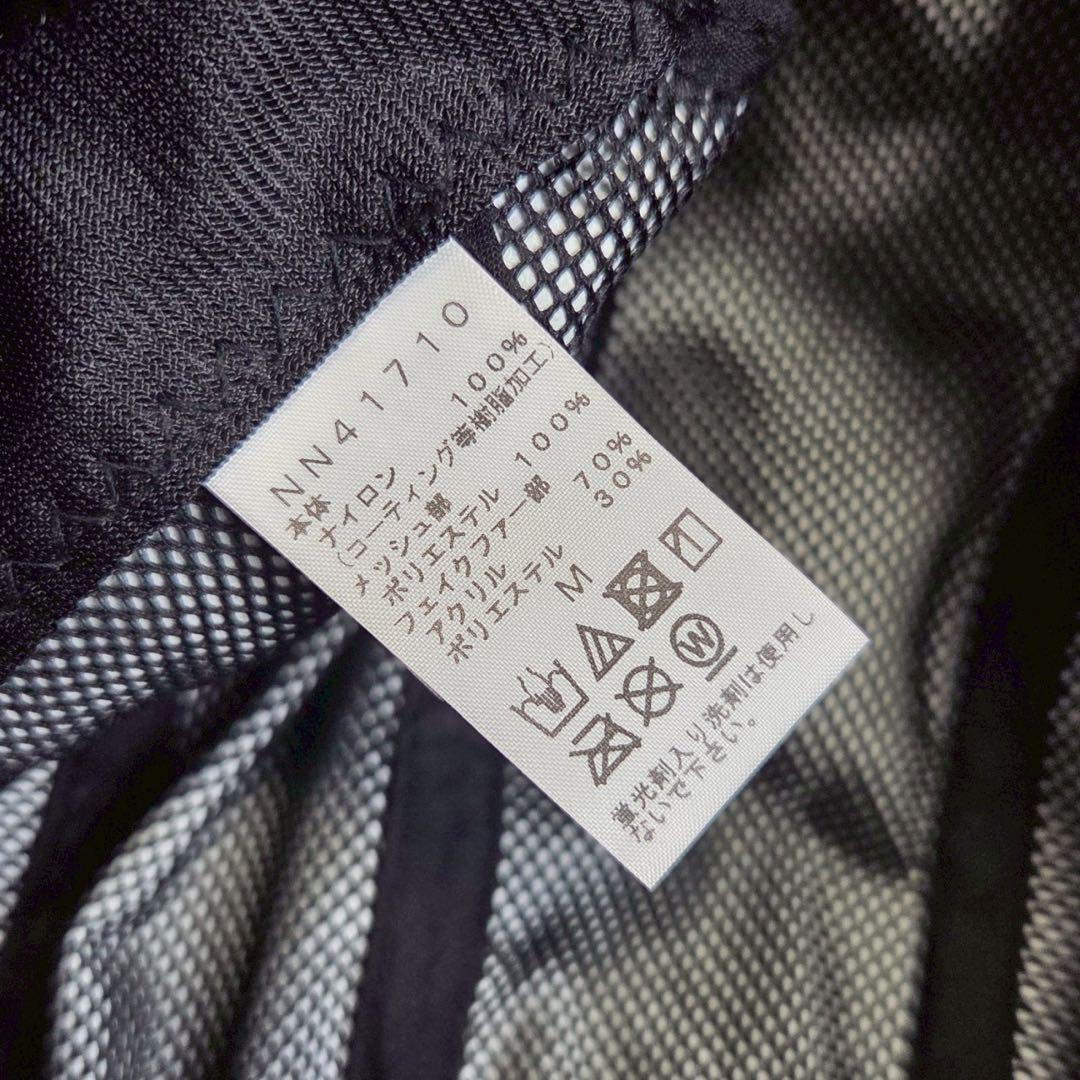 NN41710
本体
ナイロン 100%
(コーティング等樹脂加工)
メッシュ部
ポリエステル 100%
フェイクファー部
アクリル 70%
ポリエステル 30%
M
W
蛍光剤入り洗剤は使用し
ないで下さい。